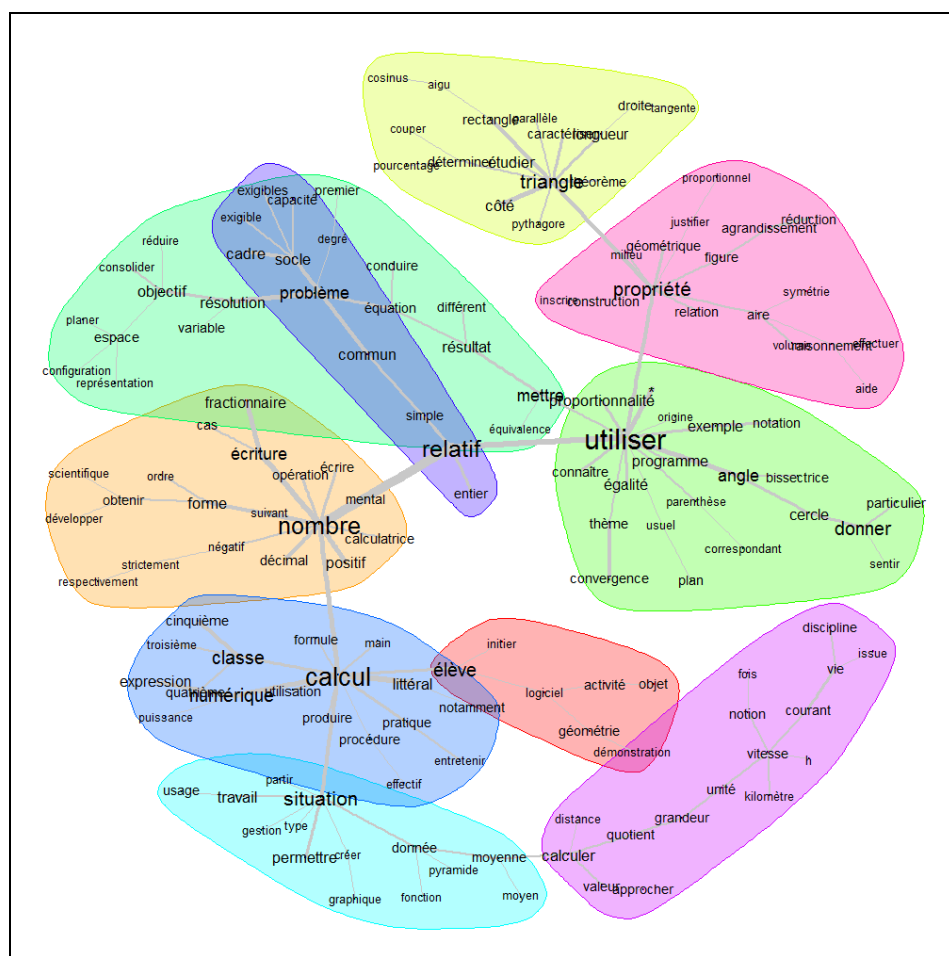 cosinus
aigu
droite
tangente
rectangle
parallèle
caractériser
longueur
couper
déterminer
étudier
pourcentage
triangle
théorème
côté
pythagore
proportionnel
justifier
réduction
agrandissement
géométrique
milieu
figure
propriété
symétrie
inscrire
construction
relation
aire
volume
raisonnement
effectuer
aide
exigibles
premier
capacité
exigible
degré
réduire
cadre
socle
consolider
conduire
objectif
résolution
problème
équation
différent
planer
variable
espace
résultat
configuration
représentation
commun
mettre
simple
équivalence
relatif
entier
*
proportionnalité
origine
exemple
notation
utiliser
connaître
programme
angle
bissectrice
égalité
parenthèse
cercle
particulier
thème
usuel
donner
correspondant
convergence
plan
sentir
fractionnaire
cas
écriture
écrire
scientifique
ordre
opération
obtenir
forme
mental
développer
suivant
nombre
calculatrice
négatif
décimal
positif
strictement
respectivement
cinquième
formule
main
troisième
classe
calcul
expression
quatrième
numérique
utilisation
littéral
puissance
produire
pratique
procédure
entretenir
effectif
initier
élève
logiciel
activité
objet
notamment
géométrie
démonstration
discipline
issue
fois
vie
notion
courant
vitesse
h
unité
kilomètre
distance
grandeur
quotient
calculer
valeur
approcher
partir
usage
travail
situation
gestion
type
permettre
créer
donnée
moyenne
pyramide
graphique
fonction
moyen